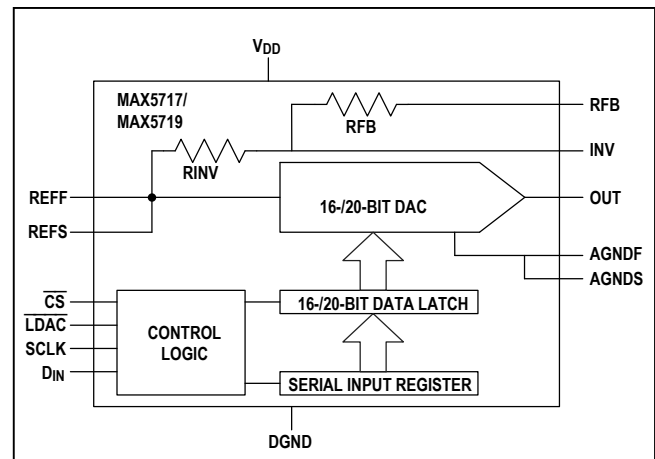 VDD
MAX5717/
MAX5719
RFB
RFB
INV
RINV
REFF
REFS
16-/20-BIT DAC
OUT
AGNDF
AGNDS
CS
LDAC
SCLK
DIN
CONTROL
LOGIC
16-/20-BIT DATA LATCH
SERIAL INPUT REGISTER
DGND